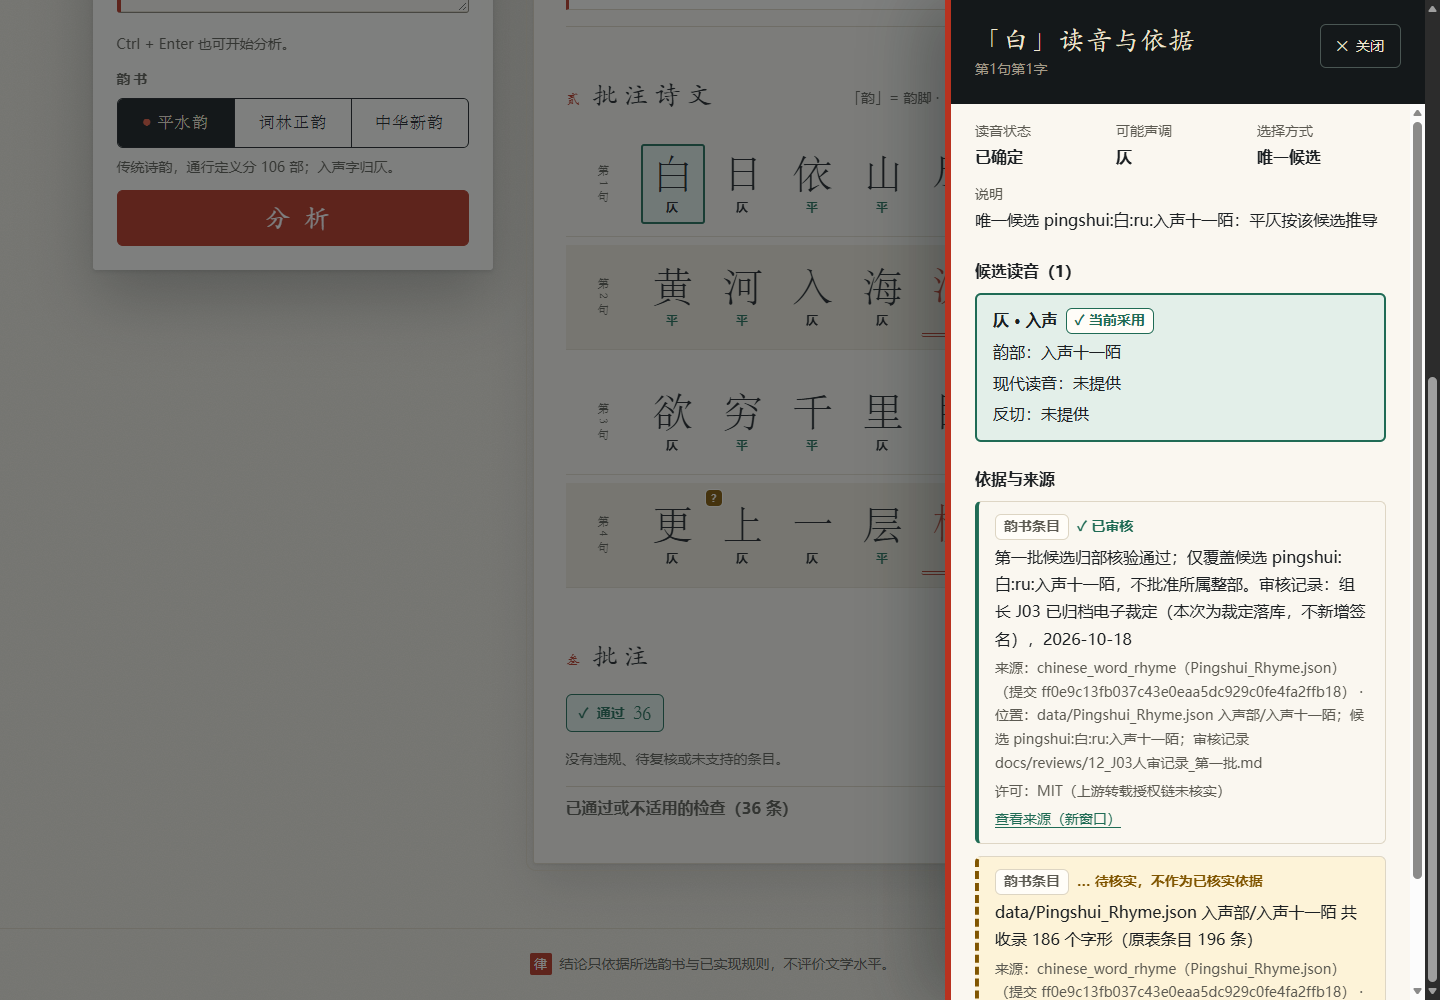 Ctrl + Enter 也可开始分析。
韵书
平水韵 词林正韵 中华新韵
传统诗韵，通行定义分 106 部；入声字归仄。
分析
贰 批注诗文
「韵」= 韵脚 ·
第1句
白 日 依 山
仄 仄 平 平
第2句
黄 河 入 海
平 平 仄 仄
第3句
欲 穷 千 里
仄 平 平 仄
第4句
?
更 上 一 层
仄 仄 仄 平
叁 批注
✓ 通过 36
没有违规、待复核或未支持的条目。
已通过或不适用的检查（36 条）
律 结论只依据所选韵书与已实现规则，不评价文学水平。
「白」读音与依据
第1句第1字
× 关闭
读音状态 可能声调 选择方式
已确定 仄 唯一候选
说明
唯一候选 pingshui:白:ru:入声十一陌：平仄按该候选推导
候选读音（1）
仄 • 入声 ✓ 当前采用
韵部：入声十一陌
现代读音：未提供
反切：未提供
依据与来源
韵书条目 ✓ 已审核
第一批候选归部核验通过；仅覆盖候选 pingshui:
白:ru:入声十一陌，不批准所属整部。审核记录：组
长 J03 已归档电子裁定（本次为裁定落库，不新增签
名），2026-10-18
来源：chinese_word_rhyme（Pingshui_Rhyme.json）
（提交 ff0e9c13fb037c43e0eaa5dc929c0fe4fa2ffb18） ·
位置：data/Pingshui_Rhyme.json 入声部/入声十一陌；候
选 pingshui:白:ru:入声十一陌；审核记录
docs/reviews/12_J03人审记录_第一批.md
许可：MIT（上游转载授权链未核实）
查看来源（新窗口）
韵书条目 … 待核实，不作为已核实依据
data/Pingshui_Rhyme.json 入声部/入声十一陌 共
收录 186 个字形（原表条目 196 条）
来源：chinese_word_rhyme（Pingshui_Rhyme.json）
（提交 ff0e9c13fb037c43e0eaa5dc929c0fe4fa2ffb18） ·